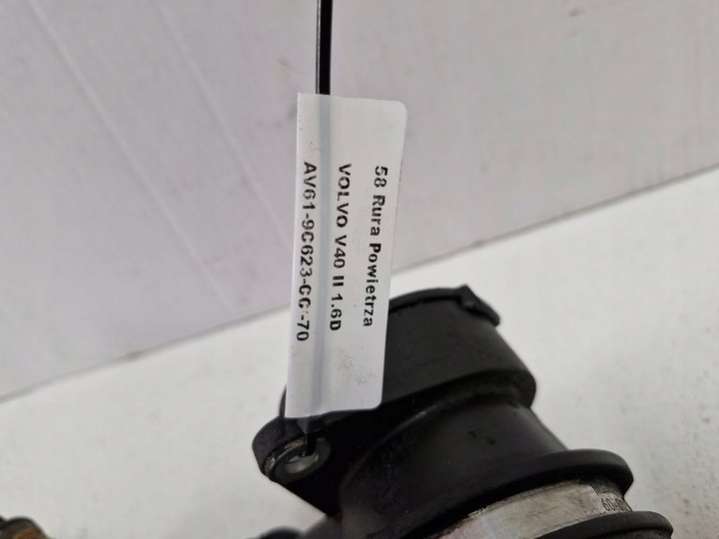 58 Rura Powietrza
VOLVO V40 II 1.6D
AV61-9C623-CC-70